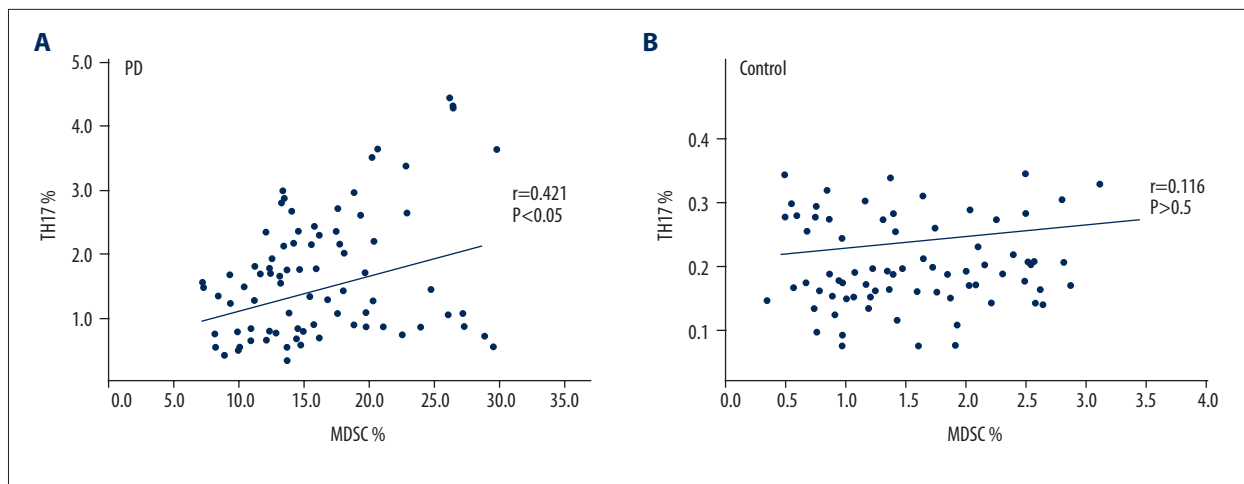 A
PD
5.0
4.0
3.0
2.0
1.0
TH17 %
r=0.421
P<0.05
0.0 5.0 10.0 15.0 20.0 25.0 30.0 35.0
MDSC %
B
Control
0.4
0.3
0.2
0.1
TH17 %
r=0.116
P>0.5
0.0 0.5 1.0 1.5 2.0 2.5 3.0 3.5 4.0
MDSC %